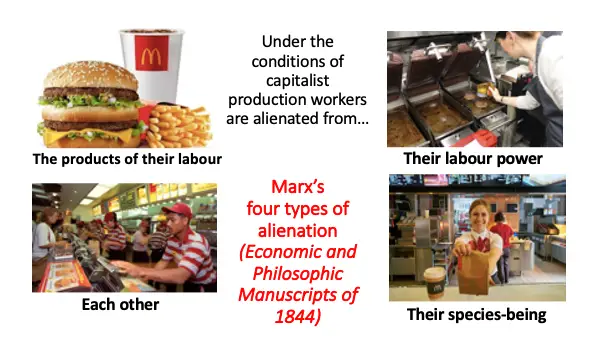 Under the
conditions of
capitalist
production workers
are alienated from…
The products of their labour
Their labour power
Marx’s
four types of
alienation
(Economic and
Philosophic
Manuscripts of
1844)
Each other
Their species-being